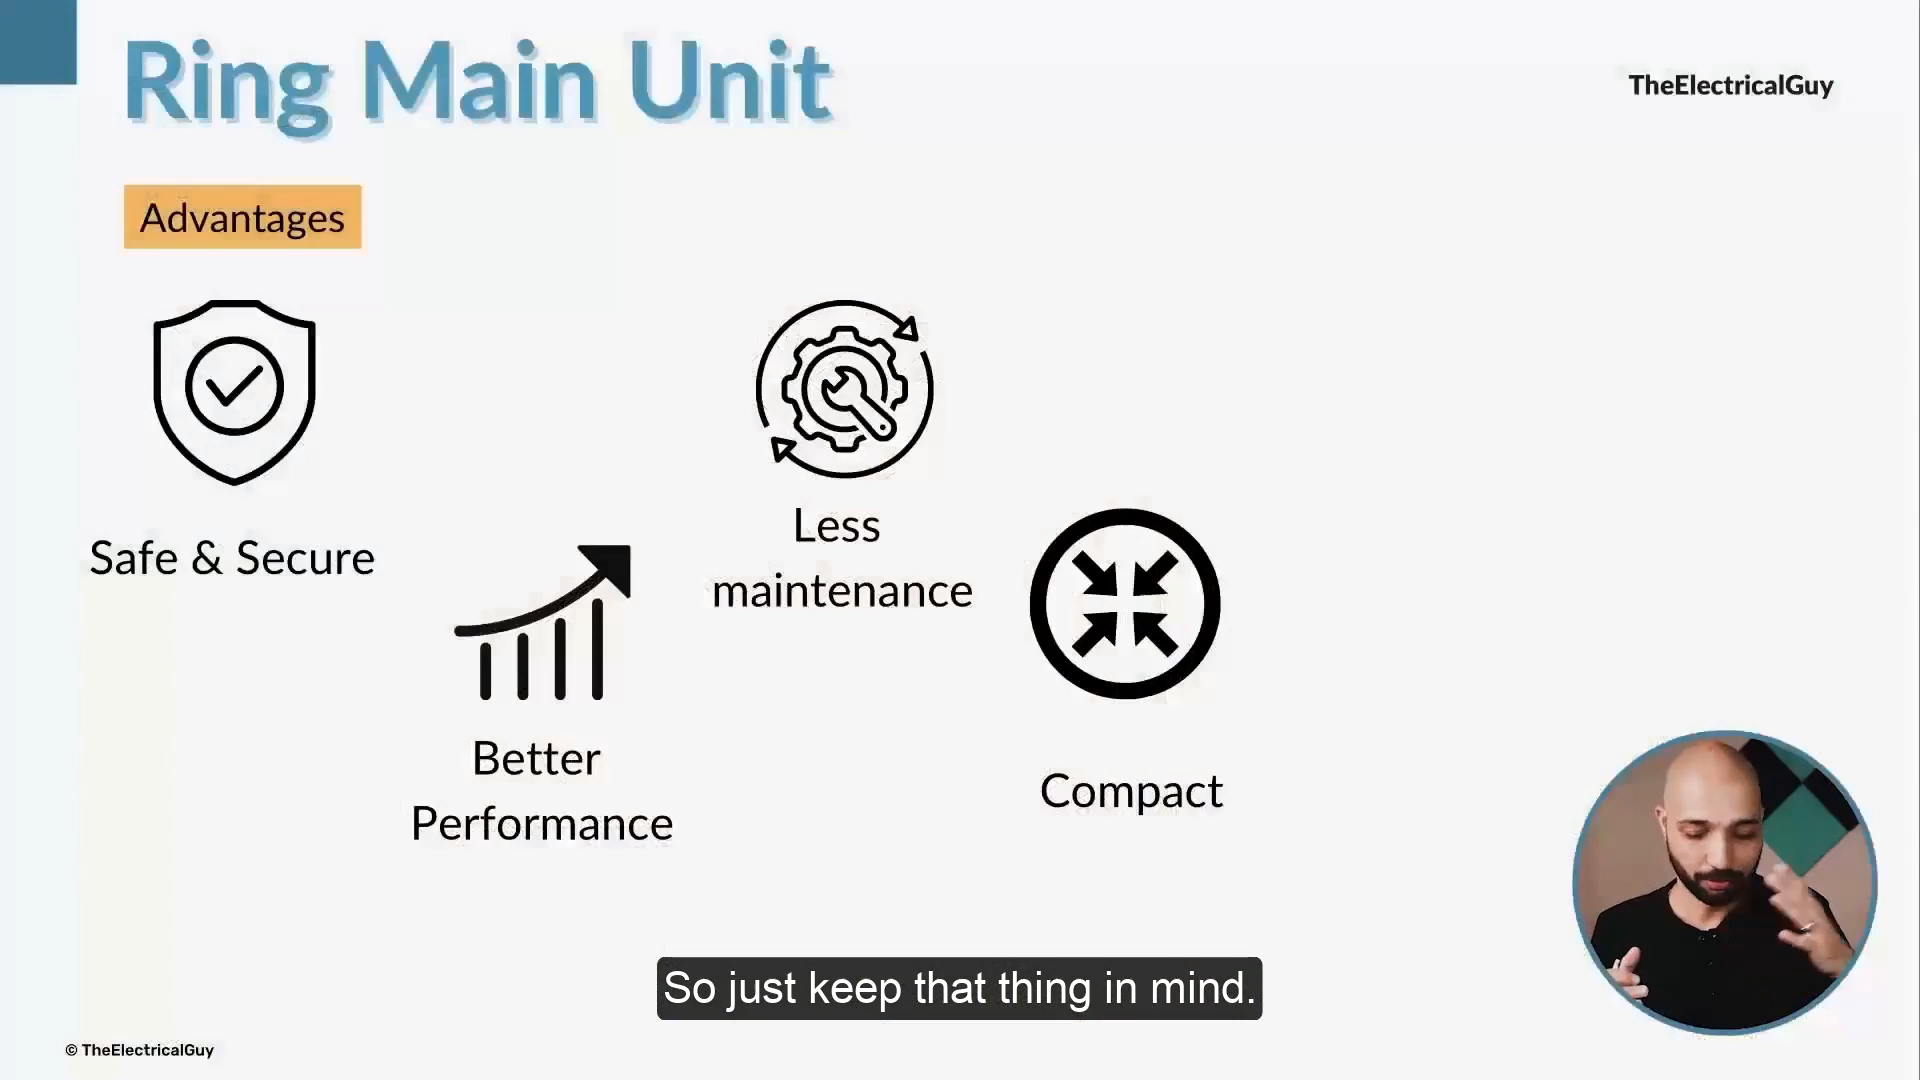 Ring Main Unit
TheElectricalGuy
Advantages
Safe & Secure
Better
Performance
Less
maintenance
Compact
So just keep that thing in mind.
© TheElectricalGuy